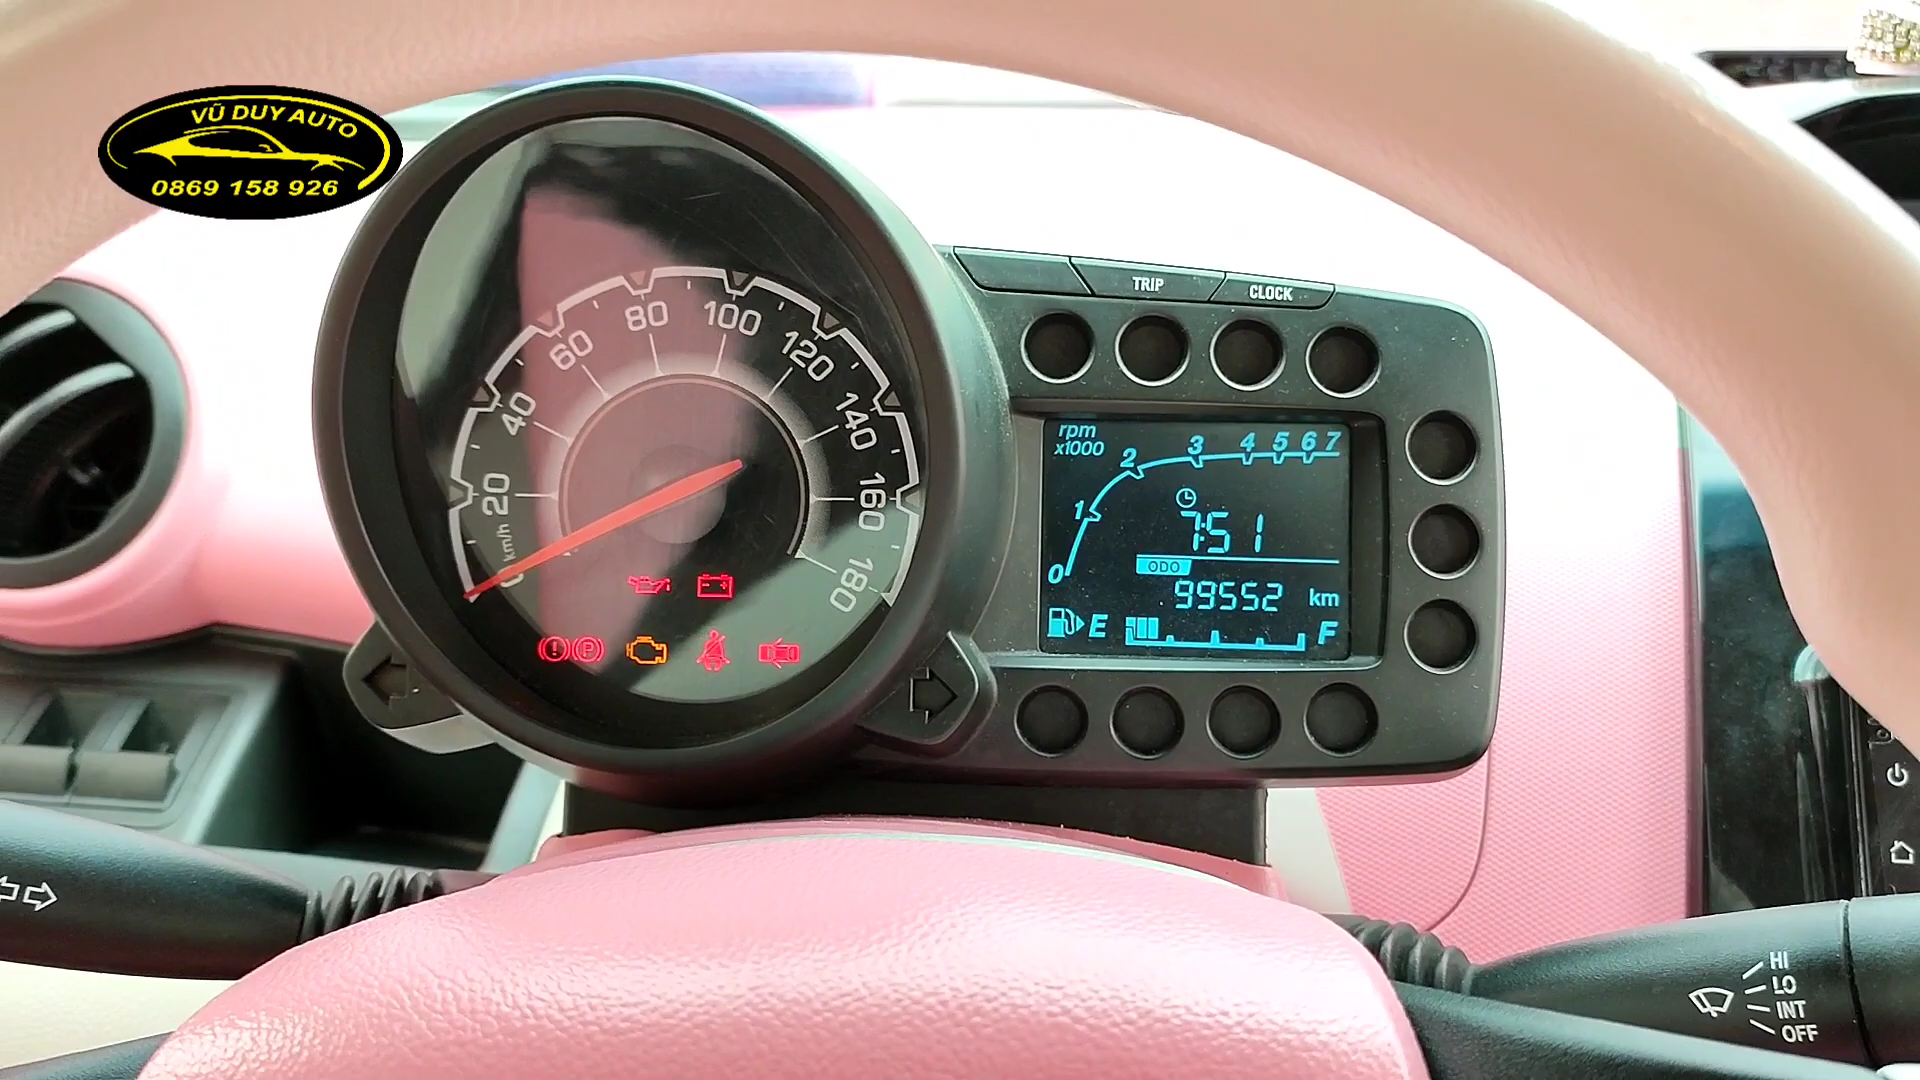 VŨ DUY AUTO
0869 158 926
TRIP
CLOCK
0
20
40
60
80
100
120
140
160
180
km/h
rpm
x1000
0
1
2
3
4
5
6
7
7:51
ODO
99552 km
E
F
P
HI
LO
INT
OFF